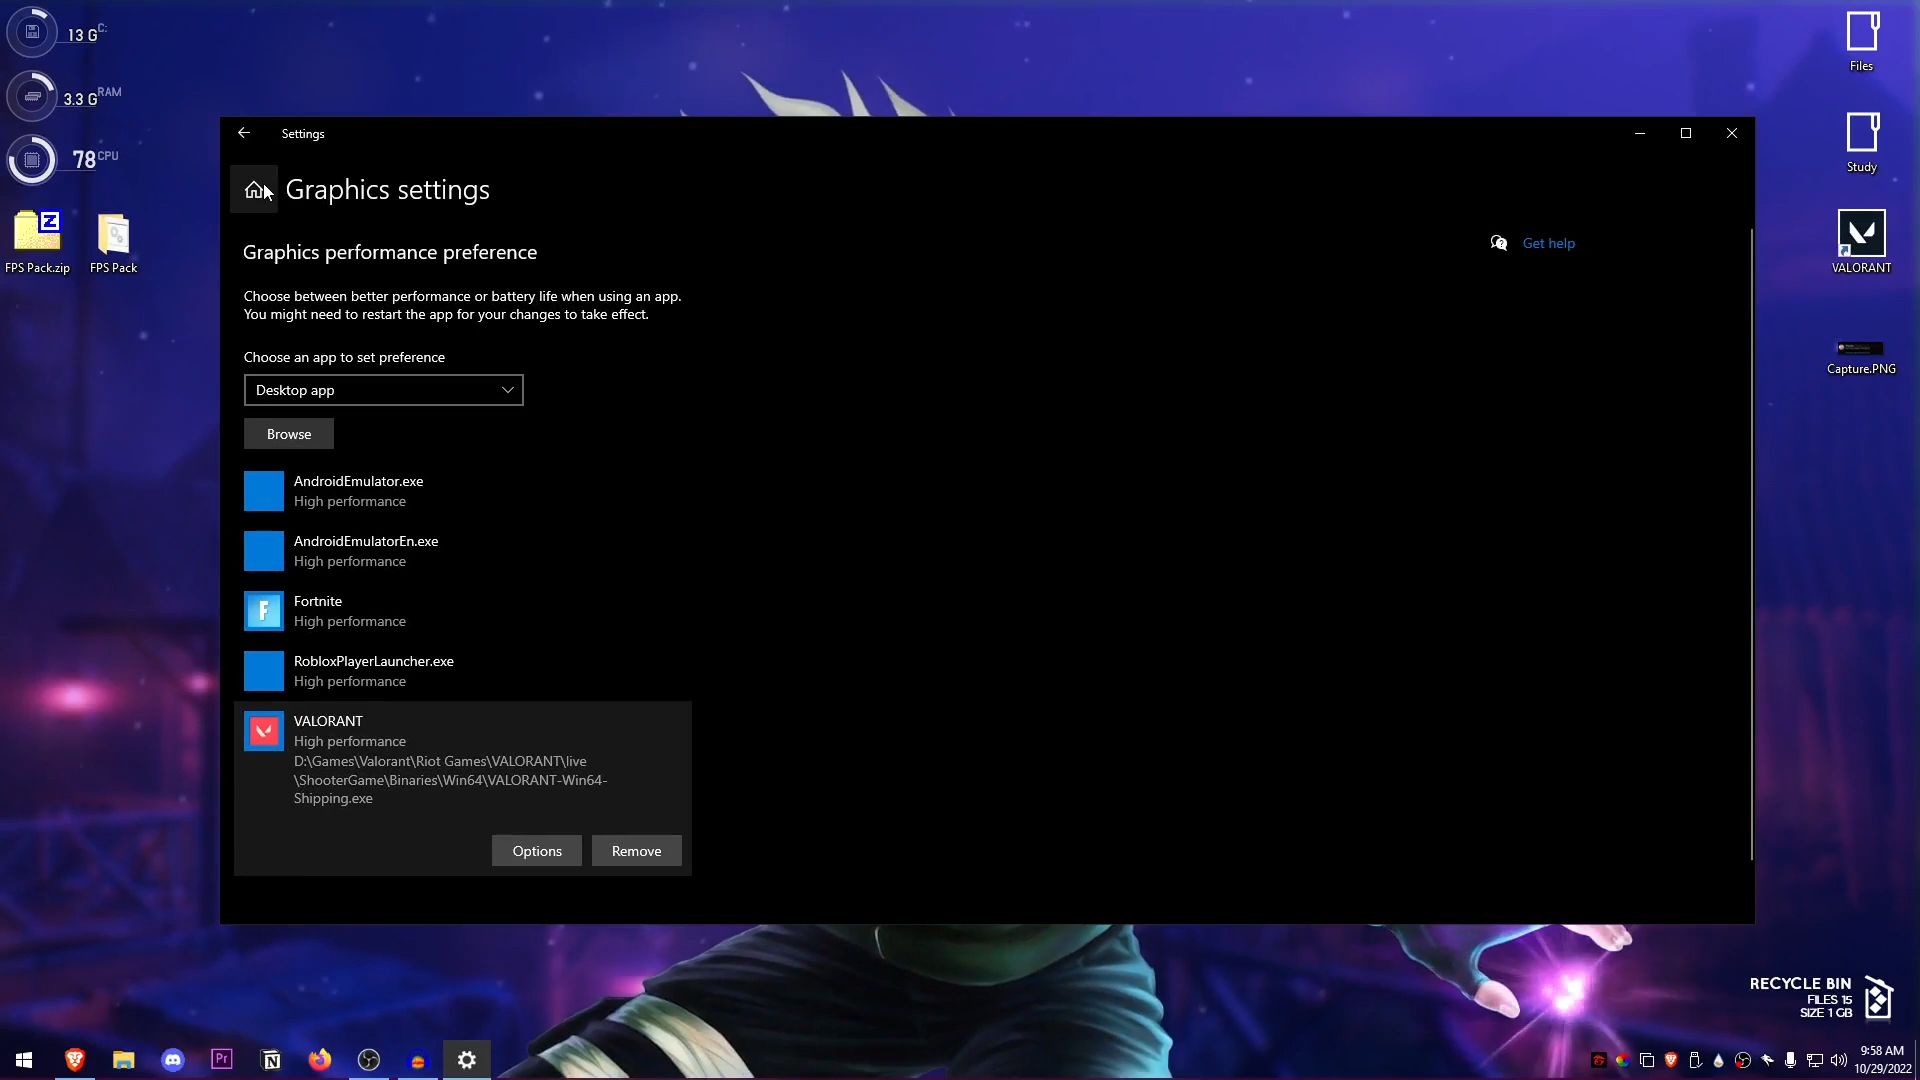 13 G C:
3.3 G RAM
78 CPU
FPS Pack.zip
FPS Pack
Settings
Graphics settings
Graphics performance preference
Get help
Choose between better performance or battery life when using an app.
You might need to restart the app for your changes to take effect.
Choose an app to set preference
Desktop app
Browse
AndroidEmulator.exe
High performance
AndroidEmulatorEn.exe
High performance
F
Fortnite
High performance
RobloxPlayerLauncher.exe
High performance
VALORANT
High performance
D:\Games\Valorant\Riot Games\VALORANT\live
\ShooterGame\Binaries\Win64\VALORANT-Win64-
Shipping.exe
Options
Remove
Files
Study
VALORANT
Capture.PNG
RECYCLE BIN
FILES 15
SIZE 1 GB
Pr
9:58 AM
10/29/2022